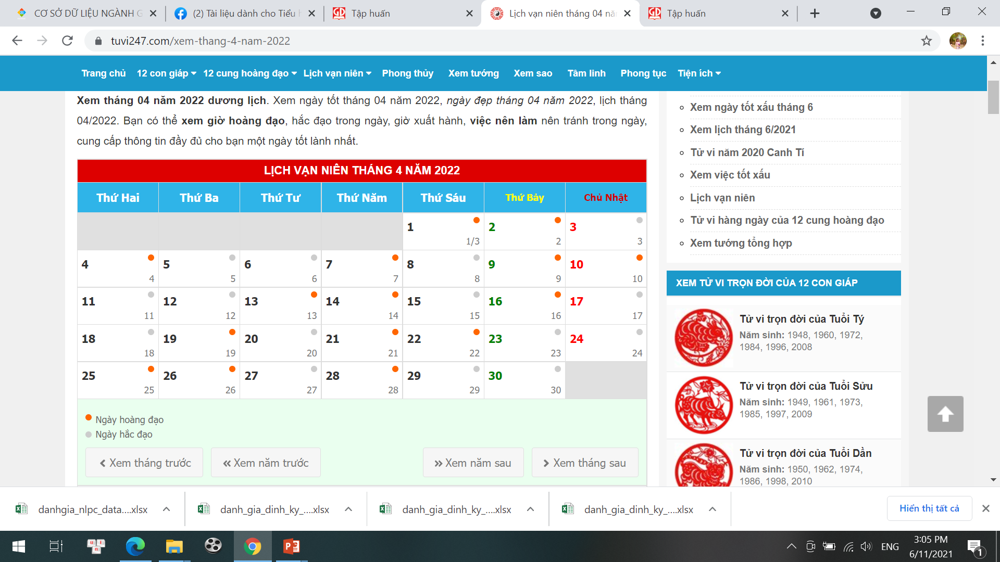 CƠ SỞ DỮ LIỆU NGÀNH G
(2) Tài liệu dành cho Tiểu h
Tập huấn
Lịch vạn niên tháng 04 nă
Tập huấn
tuvi247.com/xem-thang-4-nam-2022
Trang chủ 12 con giáp 12 cung hoàng đạo Lịch vạn niên Phong thủy Xem tướng Xem sao Tâm linh Phong tục Tiện ích
Xem tháng 04 năm 2022 dương lịch. Xem ngày tốt tháng 04 năm 2022, ngày đẹp tháng 04 năm 2022, lịch tháng
04/2022. Bạn có thể xem giờ hoàng đạo, hắc đạo trong ngày, giờ xuất hành, việc nên làm nên tránh trong ngày,
cung cấp thông tin đầy đủ cho bạn một ngày tốt lành nhất.
LỊCH VẠN NIÊN THÁNG 4 NĂM 2022
Thứ Hai Thứ Ba Thứ Tư Thứ Năm Thứ Sáu Thứ Bảy Chủ Nhật
1 2 3
1/3 2 3
4 5 6 7 8 9 10
4 5 6 7 8 9 10
11 12 13 14 15 16 17
11 12 13 14 15 16 17
18 19 20 21 22 23 24
18 19 20 21 22 23 24
25 26 27 28 29 30
25 26 27 28 29 30
Ngày hoàng đạo
Ngày hắc đạo
Xem tháng trước
Xem năm trước
Xem năm sau
Xem tháng sau
Xem ngày tốt xấu tháng 6
Xem lịch tháng 6/2021
Tử vi năm 2020 Canh Tí
Xem việc tốt xấu
Lịch vạn niên
Tử vi hàng ngày của 12 cung hoàng đạo
Xem tướng tổng hợp
XEM TỬ VI TRỌN ĐỜI CỦA 12 CON GIÁP
Tử vi trọn đời của Tuổi Tý
Năm sinh: 1948, 1960, 1972,
1984, 1996, 2008
Tử vi trọn đời của Tuổi Sửu
Năm sinh: 1949, 1961, 1973,
1985, 1997, 2009
Tử vi trọn đời của Tuổi Dần
Năm sinh: 1950, 1962, 1974,
1986, 1998, 2010
danhgia_nlpc_data....xlsx
danh_gia_dinh_ky_....xlsx
danh_gia_dinh_ky_....xlsx
danh_gia_dinh_ky_....xlsx
Hiển thị tất cả
ENG
3:05 PM
6/11/2021
1